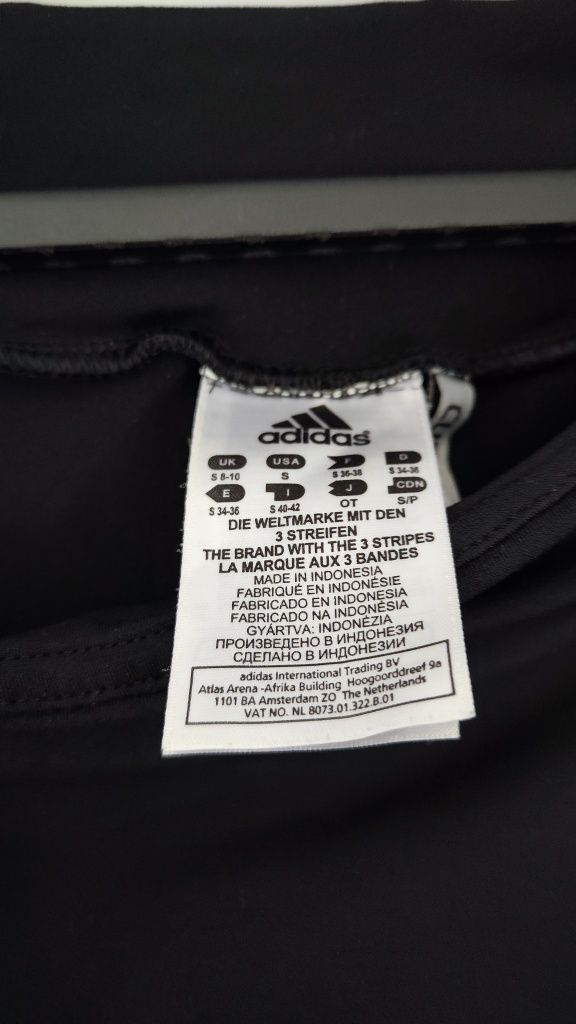 adidas
UK USA F D
S 8-10 S S 36-38 S 34-36
E I J CDN
S 34-36 S 40-42 OT S/P
DIE WELTMARKE MIT DEN
3 STREIFEN
THE BRAND WITH THE 3 STRIPES
LA MARQUE AUX 3 BANDES
MADE IN INDONESIA
FABRIQUÉ EN INDONÉSIE
FABRICADO EN INDONESIA
FABRICADO NA INDONÉSIA
GYÁRTVA: INDONÉZIA
ПРОИЗВЕДЕНО В ИНДОНЕЗИЯ
СДЕЛАНО В ИНДОНЕЗИИ
adidas International Trading BV
Atlas Arena -Afrika Building Hoogoorddreef 9a
1101 BA Amsterdam ZO The Netherlands
VAT NO. NL 8073.01.322.B.01